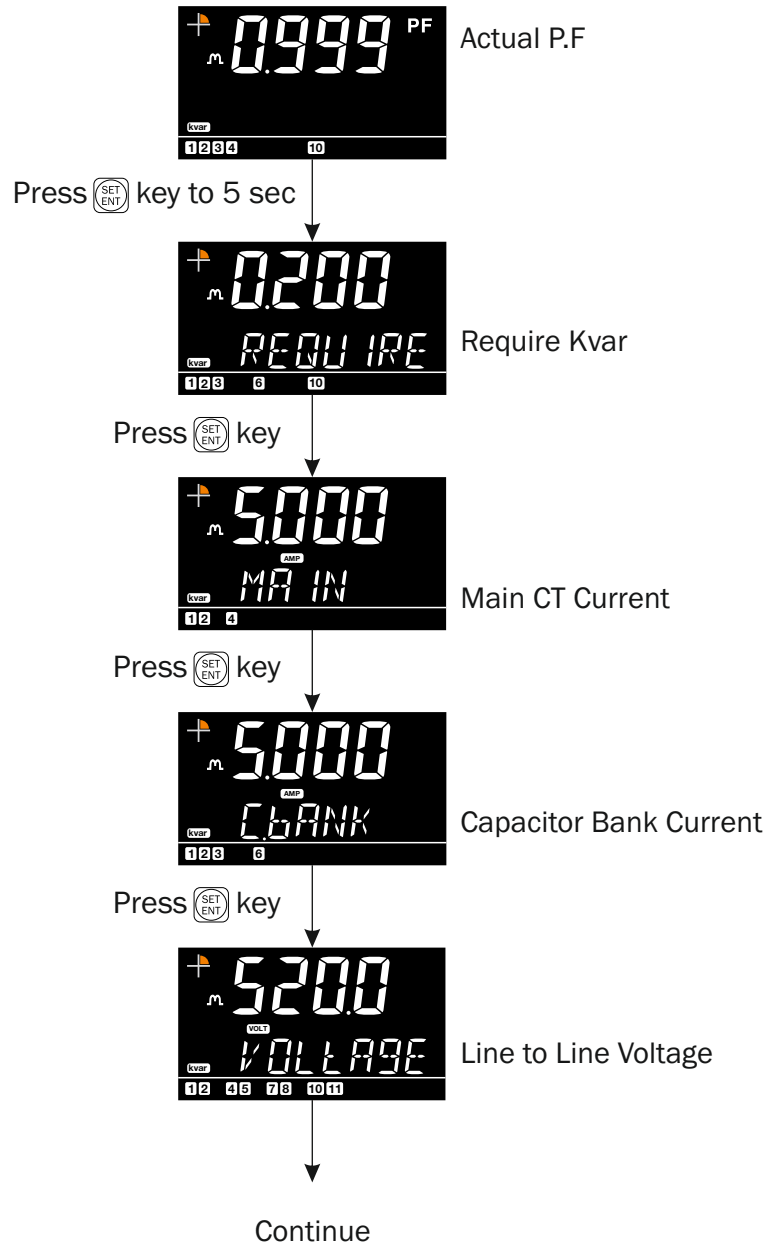 0.999 PF
Actual P.F
kvar
1 2 3 4 10
Press SET ENT key to 5 sec
0.200
REQUIRE
Require Kvar
kvar
1 2 3 6 10
Press SET ENT key
5.000
AMP
MAIN
kvar
Main CT Current
1 2 4
Press SET ENT key
5.000
AMP
C.bANK
kvar
Capacitor Bank Current
1 2 3 6
Press SET ENT key
520.0
VOLT
VOLtAGE
kvar
Line to Line Voltage
1 2 4 5 7 8 10 11
Continue